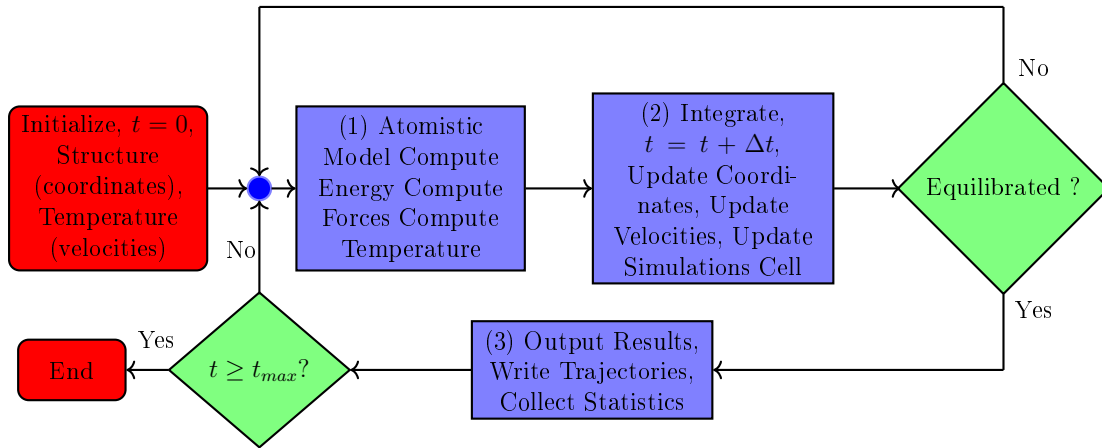 No
Initialize, t = 0,
Structure
(coordinates),
Temperature
(velocities)
(1) Atomistic
Model Compute
Energy Compute
Forces Compute
Temperature
(2) Integrate,
t = t + Δt,
Update Coordi-
nates, Update
Velocities, Update
Simulations Cell
Equilibrated ?
No
Yes
Yes
End
t ≥ tmax?
(3) Output Results,
Write Trajectories,
Collect Statistics